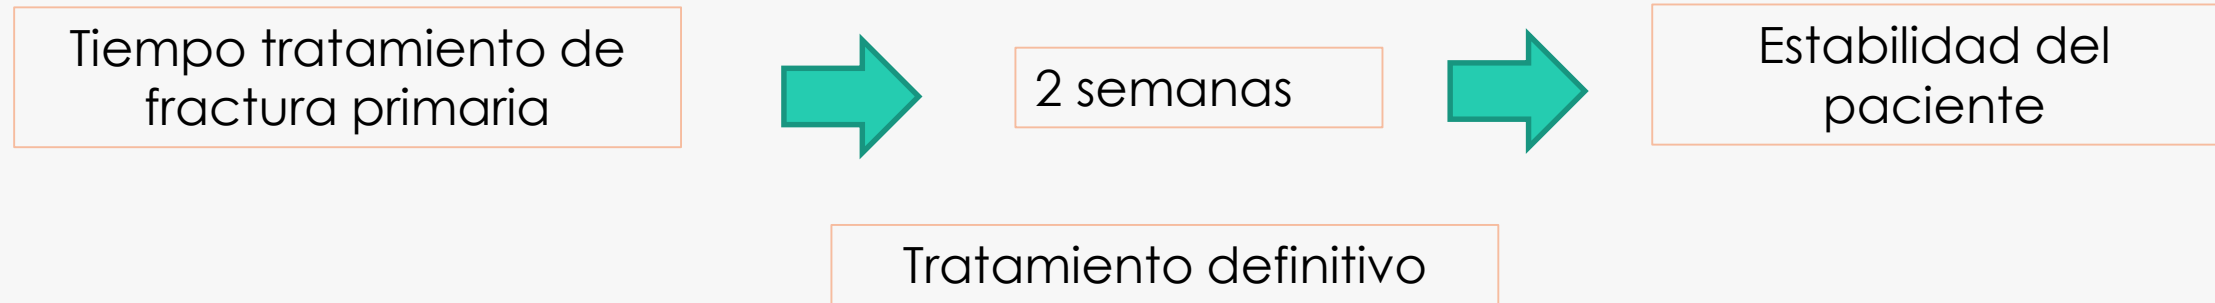 Tiempo tratamiento de
fractura primaria
2 semanas
Estabilidad del
paciente
Tratamiento definitivo